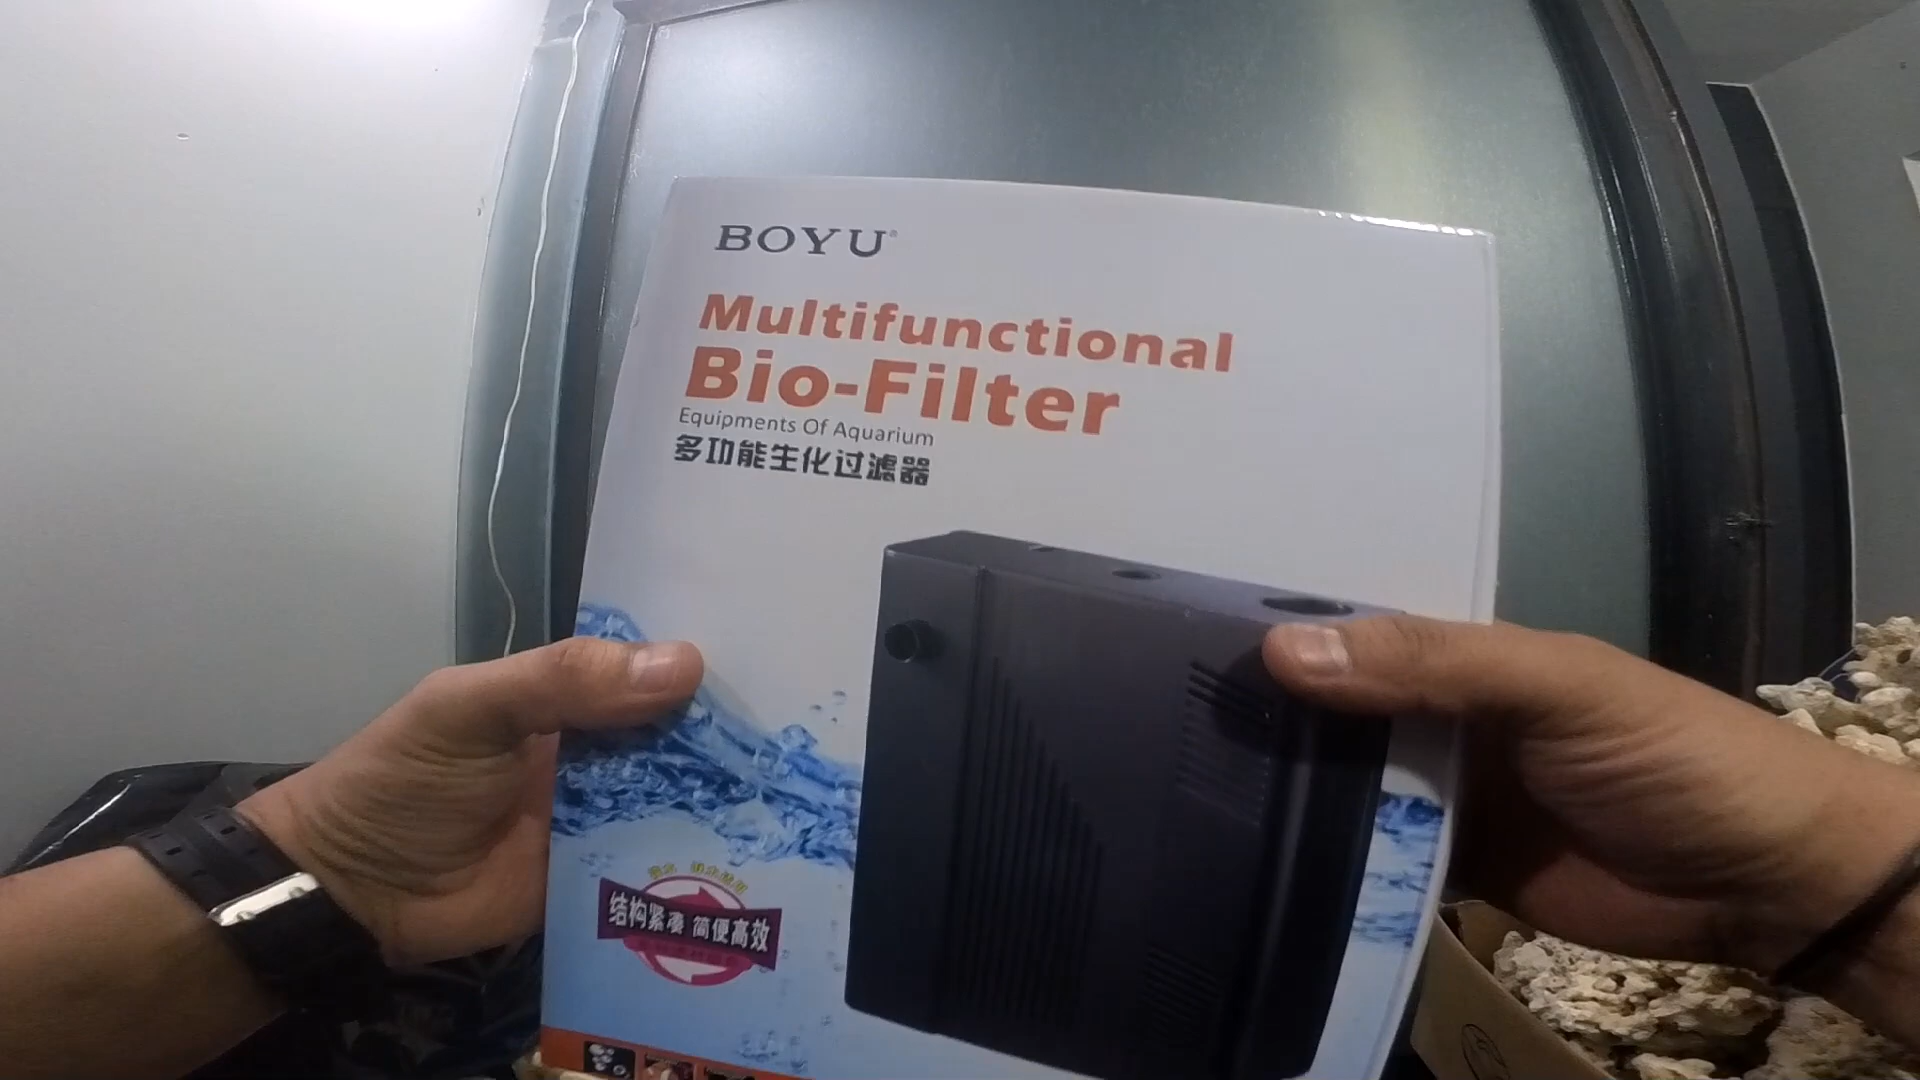 BOYU
Multifunctional
Bio-Filter
Equipments Of Aquarium
多功能生化过滤器
结构紧凑 简便高效